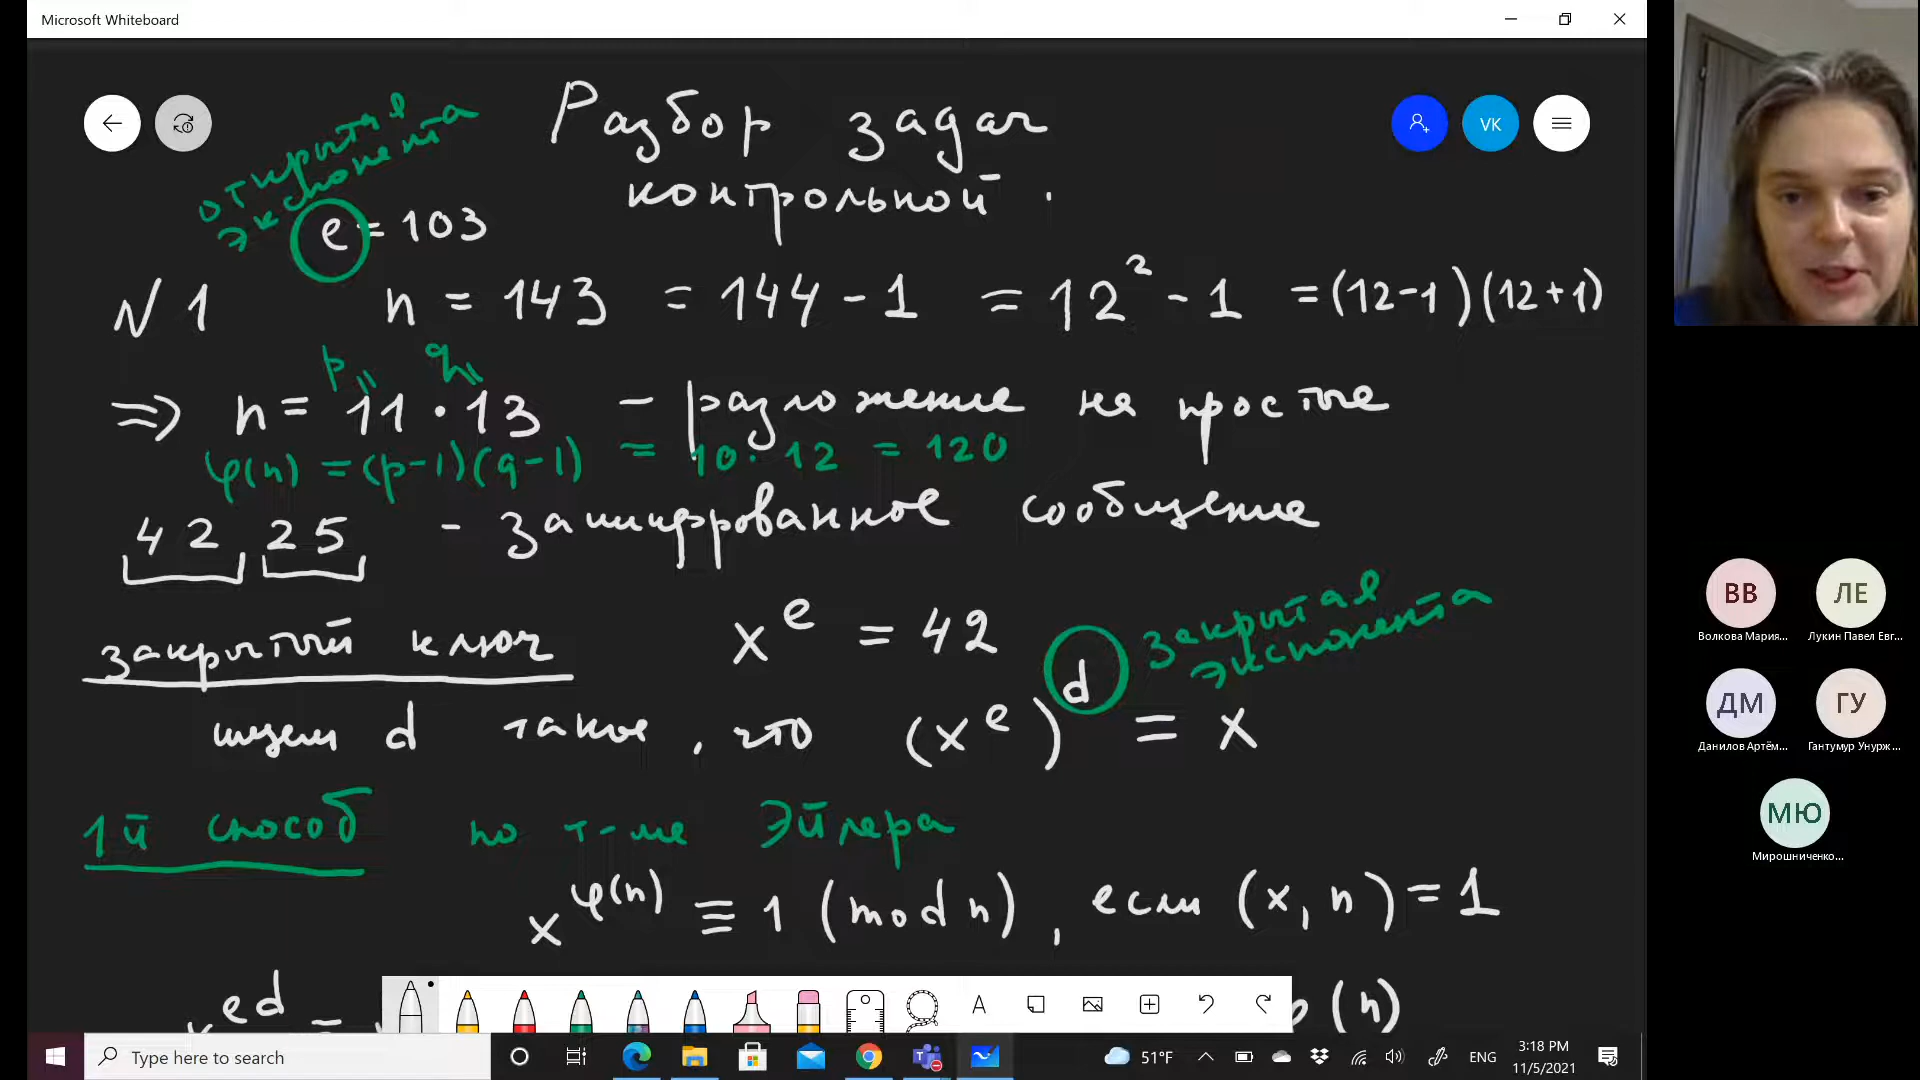 Microsoft Whiteboard
Разбор задач
контрольной.
открытая
экспонента
e = 103
VK
N 1 n = 143 = 144 - 1 = 12² - 1 = (12-1)(12+1)
p q
=> n = 11 · 13 - разложение на простые
φ(n) = (p-1)(q-1) = 10 · 12 = 120
42 25 - зашифрованное сообщение
закрытый ключ x^e = 42
закрытая
экспонента
ищем d такое, что (x^e)^d = x
1й способ по т-ме Эйлера
x^φ(n) ≡ 1 (mod n), если (x, n) = 1
ed =
(n)
ВВ
Волкова Мария...
ЛЕ
Лукин Павел Евг...
ДМ
Данилов Артём...
ГУ
Гантумур Унурж...
МЮ
Мирошниченко...
Type here to search
51°F
ENG
3:18 PM
11/5/2021